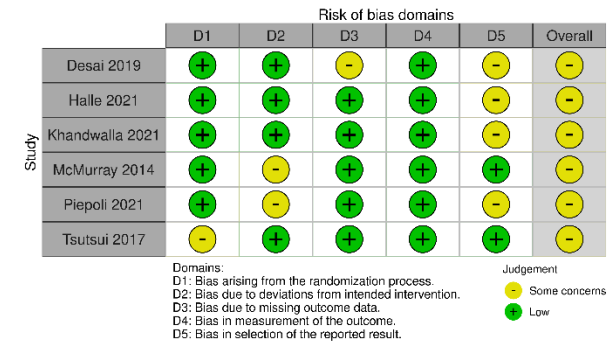 Risk of bias domains
D1 D2 D3 D4 D5 Overall
Study
Desai 2019 + + - + - -
Halle 2021 + + + + - -
Khandwalla 2021 + + + + - -
McMurray 2014 + - + + + -
Piepoli 2021 + - + + - -
Tsutsui 2017 - + + + + -
Domains:
D1: Bias arising from the randomization process.
D2: Bias due to deviations from intended intervention.
D3: Bias due to missing outcome data.
D4: Bias in measurement of the outcome.
D5: Bias in selection of the reported result.
Judgement
- Some concerns
+ Low